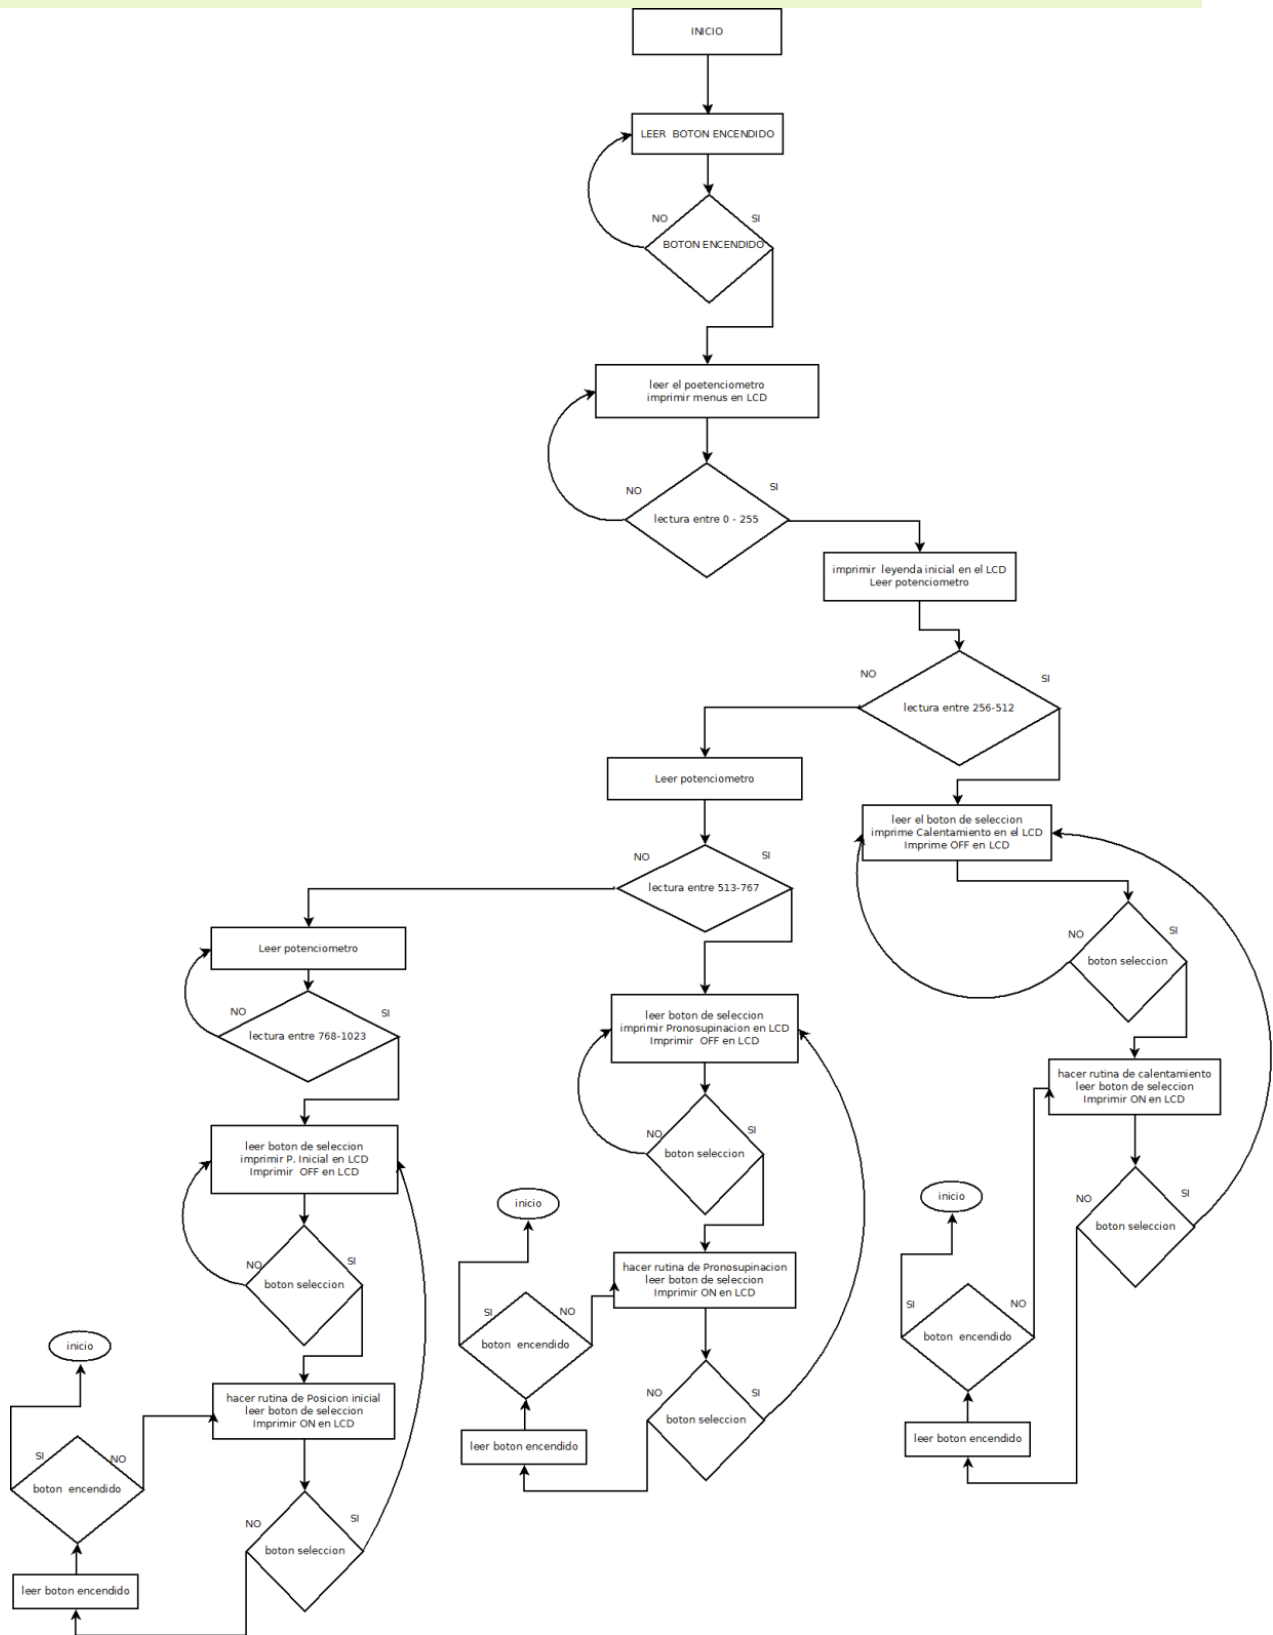 INICIO
LEER BOTON ENCENDIDO
NO
SI
BOTON ENCENDIDO
leer el poetenciometro
imprimir menus en LCD
NO
SI
lectura entre 0 - 255
imprimir leyenda inicial en el LCD
Leer potenciometro
NO
SI
lectura entre 256-512
Leer potenciometro
leer el boton de seleccion
imprime Calentamiento en el LCD
Imprime OFF en LCD
NO
SI
lectura entre 513-767
NO
SI
boton seleccion
Leer potenciometro
NO
SI
lectura entre 768-1023
leer boton de seleccion
imprimir Pronosupinacion en LCD
Imprimir OFF en LCD
hacer rutina de calentamiento
leer boton de seleccion
Imprimir ON en LCD
leer boton de seleccion
imprimir P. Inicial en LCD
Imprimir OFF en LCD
NO
SI
boton seleccion
inicio
NO
SI
boton seleccion
inicio
NO
SI
boton seleccion
hacer rutina de Pronosupinacion
leer boton de seleccion
Imprimir ON en LCD
SI
NO
boton encendido
SI
NO
boton encendido
inicio
hacer rutina de Posicion inicial
leer boton de seleccion
Imprimir ON en LCD
NO
SI
boton seleccion
leer boton encendido
leer boton encendido
SI
NO
boton encendido
NO
SI
boton seleccion
leer boton encendido